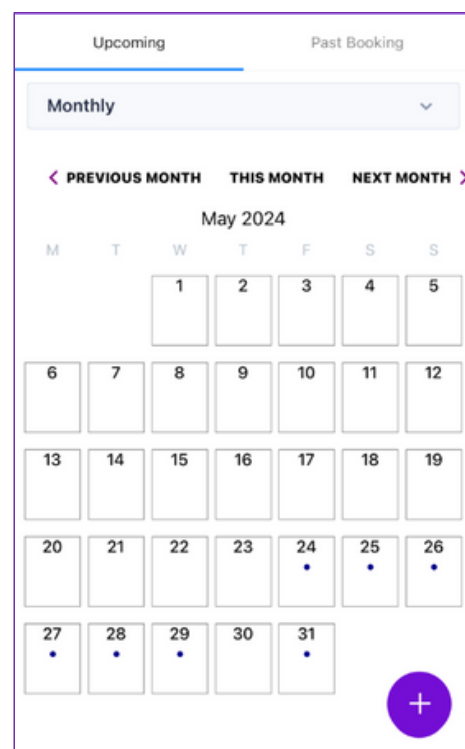 Upcoming Past Booking
Monthly
PREVIOUS MONTH THIS MONTH NEXT MONTH
May 2024
M T W T F S S
1 2 3 4 5
6 7 8 9 10 11 12
13 14 15 16 17 18 19
20 21 22 23 24 25 26
27 28 29 30 31
+